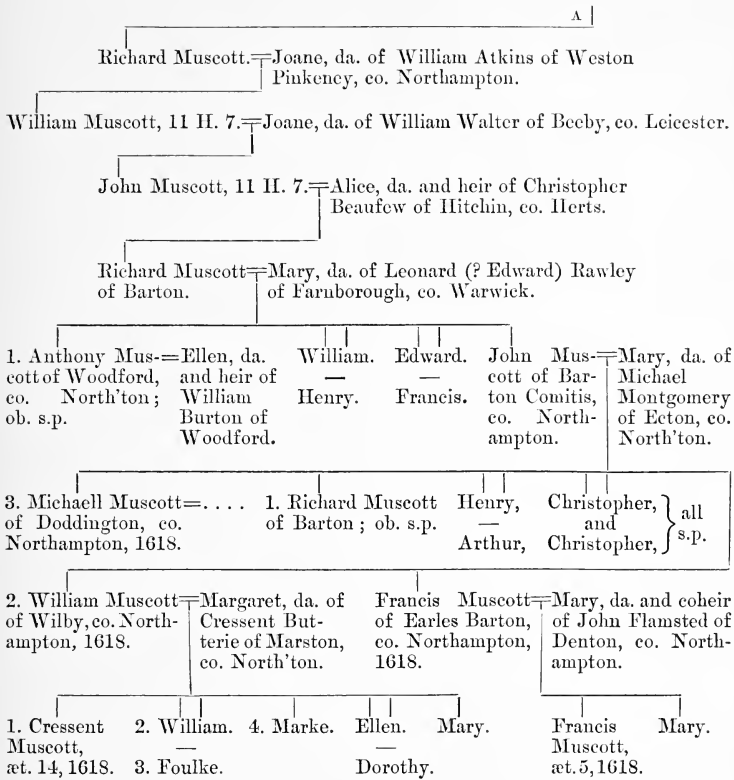 A
Richard Muscott.=Joane, da. of William Atkins of Weston
Pinkeney, co. Northampton.
William Muscott, 11 H. 7.=Joane, da. of William Walter of Beeby, co. Leicester.
John Muscott, 11 H. 7.=Alice, da. and heir of Christopher
Beaufew of Hitchin, co. Herts.
Richard Muscott=Mary, da. of Leonard (? Edward) Rawley
of Barton. of Farnborough, co. Warwick.
1. Anthony Mus-
cott of Woodford,
co. North'ton;
ob. s.p.
=Ellen, da.
and heir of
William
Burton of
Woodford.
William.
—
Henry.
Edward.
—
Francis.
John Mus-
cott of Bar-
ton Comitis,
co. North-
ampton.
=Mary, da. of
Michael
Montgomery
of Ecton, co.
North'ton.
3. Michaell Muscott=. . . .
of Doddington, co.
Northampton, 1618.
1. Richard Muscott
of Barton; ob. s.p.
Henry,
—
Arthur,
Christopher,
and
Christopher,
all
s.p.
2. William Muscott
of Wilby, co. North-
ampton, 1618.
=Margaret, da. of
Cressent But-
terie of Marston,
co. North'ton.
Francis Muscott
of Earles Barton,
co. Northampton,
1618.
=Mary, da. and coheir
of John Flamsted of
Denton, co. North-
ampton.
1. Cressent
Muscott,
æt. 14, 1618.
2. William.
—
3. Foulke.
4. Marke.
Ellen.
—
Dorothy.
Mary.
Francis
Muscott,
æt. 5, 1618.
Mary.